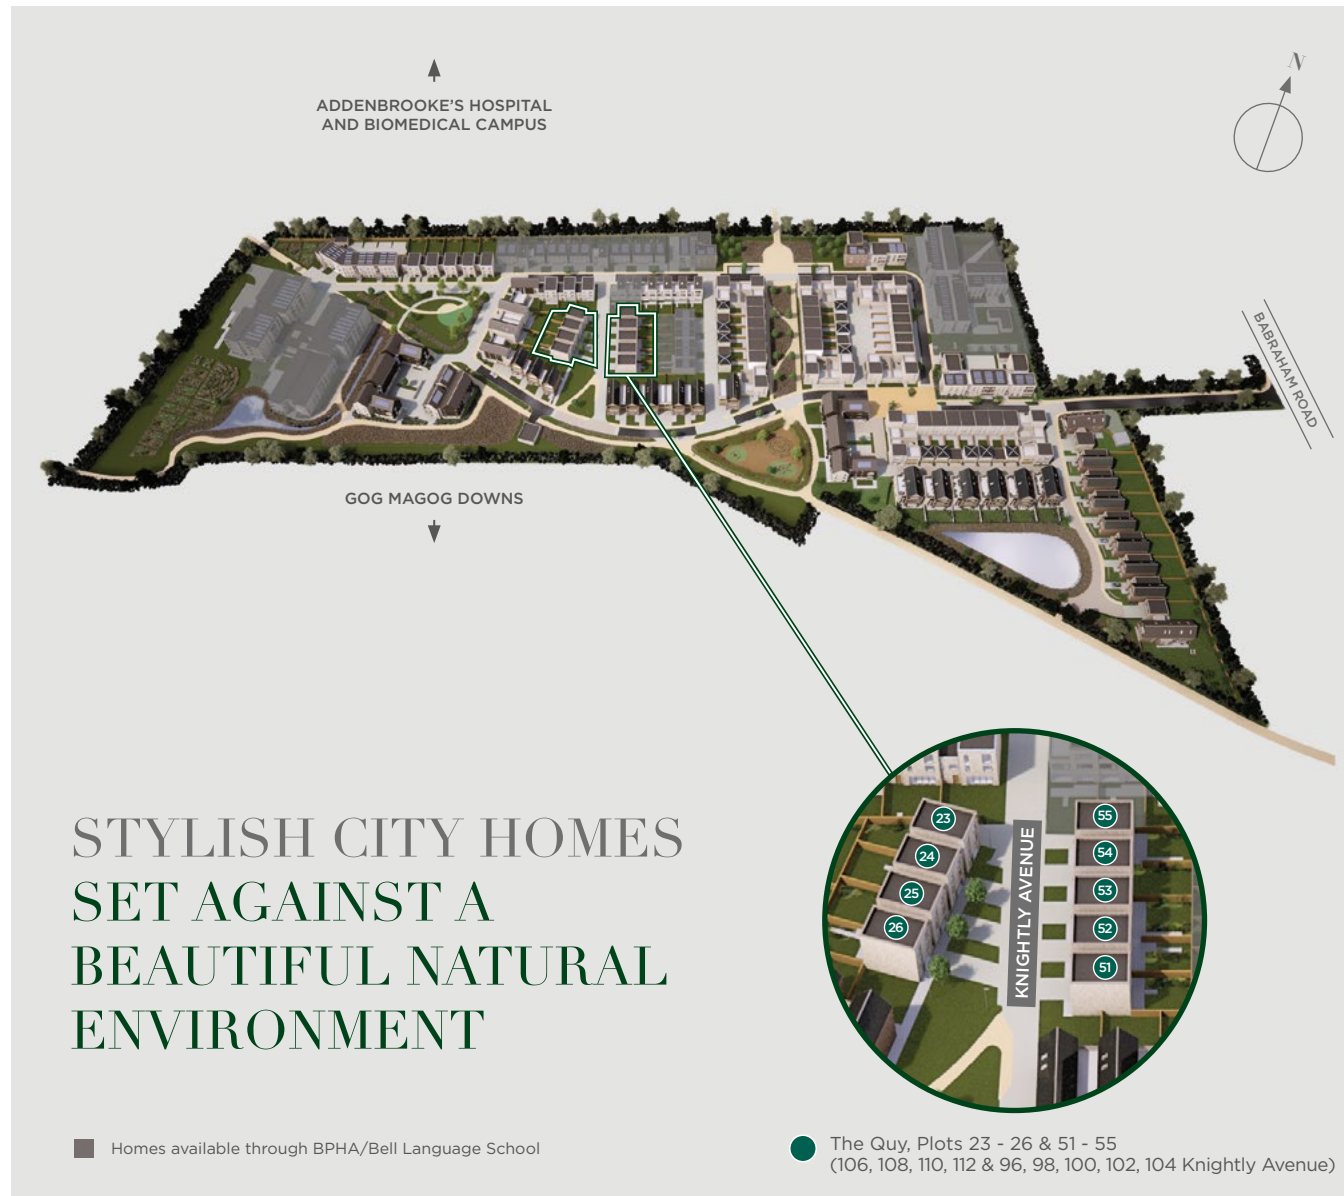 N
ADDENBROOKE'S HOSPITAL
AND BIOMEDICAL CAMPUS
BABRAHAM ROAD
GOG MAGOG DOWNS
STYLISH CITY HOMES
SET AGAINST A
BEAUTIFUL NATURAL
ENVIRONMENT
23
24
25
26
KNIGHTLY AVENUE
55
54
53
52
51
Homes available through BPHA/Bell Language School
The Quy, Plots 23 - 26 & 51 - 55
(106, 108, 110, 112 & 96, 98, 100, 102, 104 Knightly Avenue)